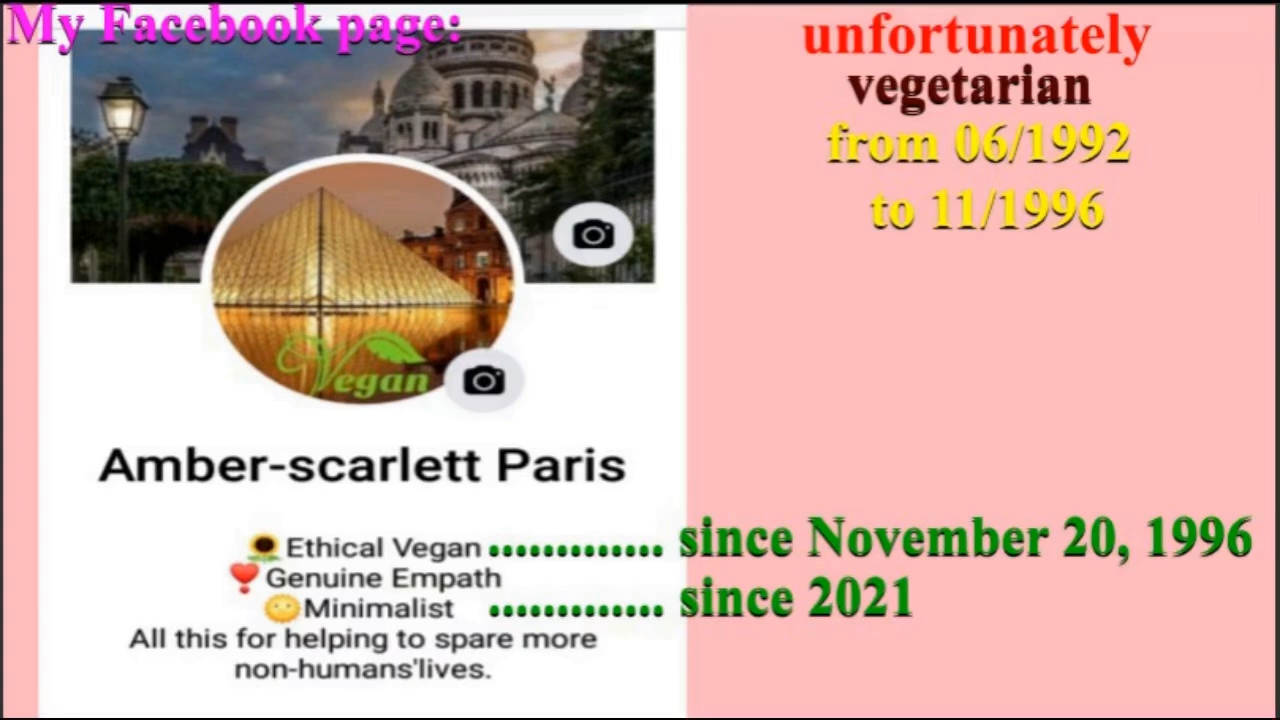 My Facebook page:
unfortunately
vegetarian
from 06/1992
to 11/1996
Vegan
Amber-scarlett Paris
🌻Ethical Vegan ............. since November 20, 1996
❣️Genuine Empath
🌞Minimalist ............. since 2021
All this for helping to spare more
non-humans'lives.